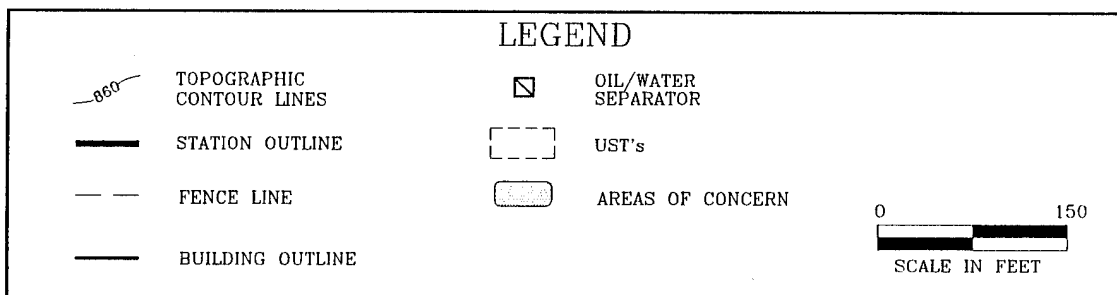 LEGEND
860
TOPOGRAPHIC
CONTOUR LINES
STATION OUTLINE
FENCE LINE
BUILDING OUTLINE
OIL/WATER
SEPARATOR
UST's
AREAS OF CONCERN
0 150
SCALE IN FEET